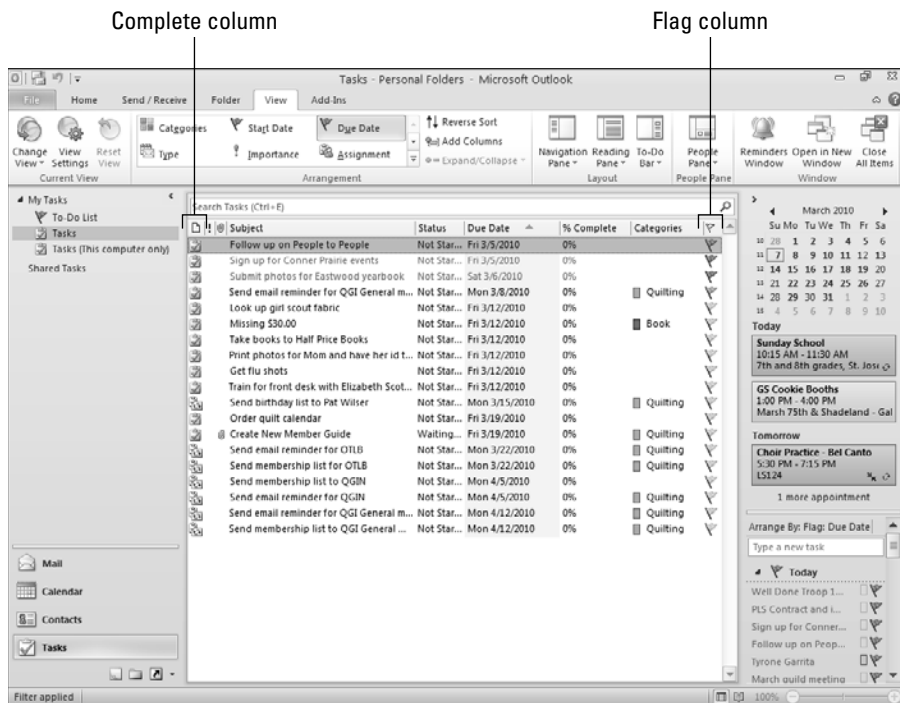 Complete column
Flag column
Tasks - Personal Folders - Microsoft Outlook
File Home Send / Receive Folder View Add-Ins
Change View View Settings Reset View
Current View
Categories Start Date Due Date
Type Importance Assignment
Reverse Sort
Add Columns
Expand/Collapse
Arrangement
Navigation Pane Reading Pane To-Do Bar
Layout
People Pane
People Pane
Reminders Window Open in New Window Close All Items
Window
My Tasks
To-Do List
Tasks
Tasks (This computer only)
Shared Tasks
Mail
Calendar
Contacts
Tasks
Search Tasks (Ctrl+E)
! Subject Status Due Date % Complete Categories
Follow up on People to People Not Star... Fri 3/5/2010 0%
Sign up for Conner Prairie events Not Star... Fri 3/5/2010 0%
Submit photos for Eastwood yearbook Not Star... Sat 3/6/2010 0%
Send email reminder for QGI General m... Not Star... Mon 3/8/2010 0% Quilting
Look up girl scout fabric Not Star... Fri 3/12/2010 0%
Missing $30.00 Not Star... Fri 3/12/2010 0% Book
Take books to Half Price Books Not Star... Fri 3/12/2010 0%
Print photos for Mom and have her id t... Not Star... Fri 3/12/2010 0%
Get flu shots Not Star... Fri 3/12/2010 0%
Train for front desk with Elizabeth Scot... Not Star... Fri 3/12/2010 0%
Send birthday list to Pat Wilser Not Star... Mon 3/15/2010 0% Quilting
Order quilt calendar Not Star... Fri 3/19/2010 0%
Create New Member Guide Waiting... Fri 3/19/2010 0% Quilting
Send email reminder for OTLB Not Star... Mon 3/22/2010 0% Quilting
Send membership list for OTLB Not Star... Mon 3/22/2010 0% Quilting
Send membership list to QGIN Not Star... Mon 4/5/2010 0%
Send email reminder for QGIN Not Star... Mon 4/5/2010 0% Quilting
Send email reminder for QGI General m... Not Star... Mon 4/12/2010 0% Quilting
Send membership list to QGI General ... Not Star... Mon 4/12/2010 0% Quilting
March 2010
Su Mo Tu We Th Fr Sa
10 28 1 2 3 4 5 6
11 7 8 9 10 11 12 13
12 14 15 16 17 18 19 20
13 21 22 23 24 25 26 27
14 28 29 30 31 1 2 3
15 4 5 6 7 8 9 10
Today
Sunday School
10:15 AM - 11:30 AM
7th and 8th grades, St. Jose
GS Cookie Booths
1:00 PM - 4:00 PM
Marsh 75th & Shadeland - Gal
Tomorrow
Choir Practice - Bel Canto
5:30 PM - 7:15 PM
LS124
1 more appointment
Arrange By: Flag: Due Date
Type a new task
Today
Well Done Troop 1...
PLS Contract and i...
Sign up for Conner...
Follow up on Peop...
Tyrone Garrita
March guild meeting
Filter applied
100%